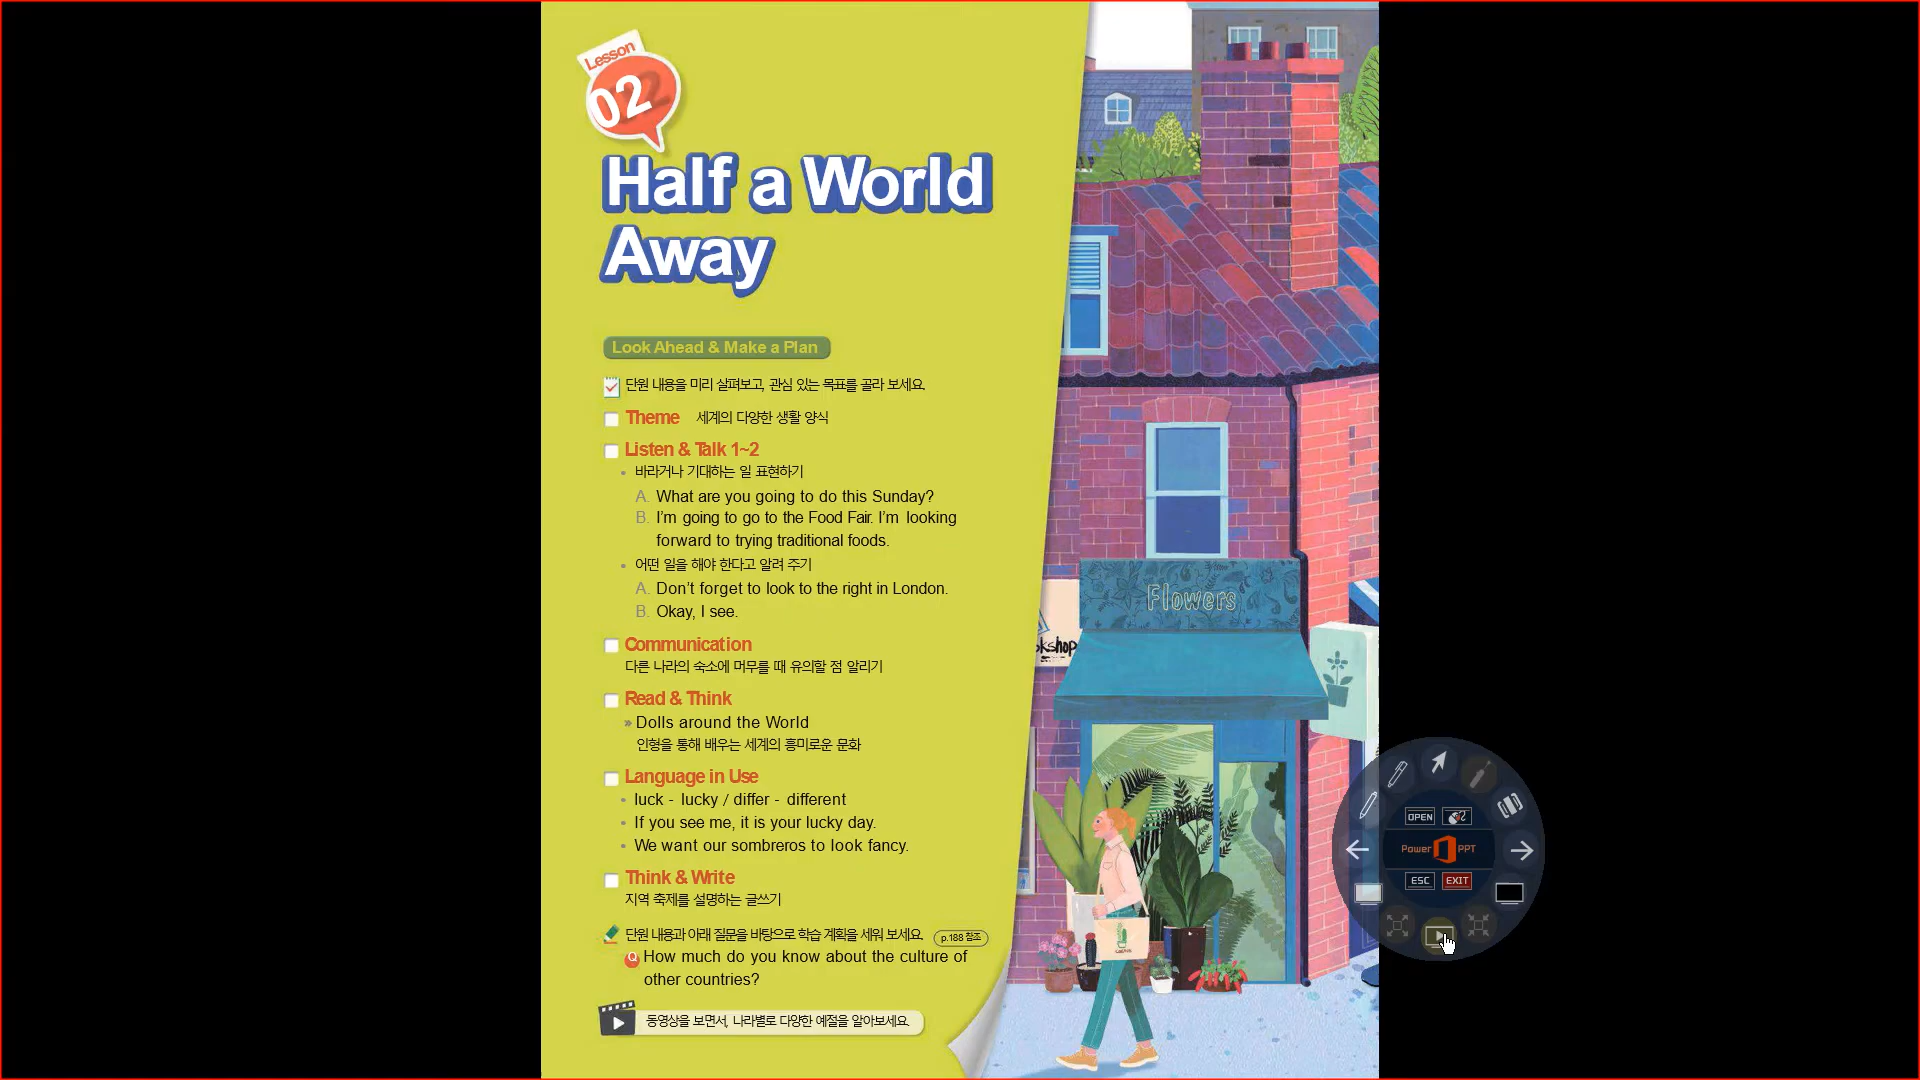 Lesson
02
Half a World
Away
Look Ahead & Make a Plan
단원 내용을 미리 살펴보고, 관심 있는 목표를 골라 보세요.
Theme 세계의 다양한 생활 양식
Listen & Talk 1~2
• 바라거나 기대하는 일 표현하기
A. What are you going to do this Sunday?
B. I'm going to go to the Food Fair. I'm looking
forward to trying traditional foods.
• 어떤 일을 해야 한다고 알려 주기
A. Don't forget to look to the right in London.
B. Okay, I see.
Communication
다른 나라의 숙소에 머무를 때 유의할 점 알리기
Read & Think
» Dolls around the World
인형을 통해 배우는 세계의 흥미로운 문화
Language in Use
• luck - lucky / differ - different
• If you see me, it is your lucky day.
• We want our sombreros to look fancy.
Think & Write
지역 축제를 설명하는 글쓰기
단원 내용과 아래 질문을 바탕으로 학습 계획을 세워 보세요. p.188 참조
Q How much do you know about the culture of
other countries?
동영상을 보면서, 나라별로 다양한 예절을 알아보세요.
Flowers
kshop
OPEN
Power PPT
ESC EXIT